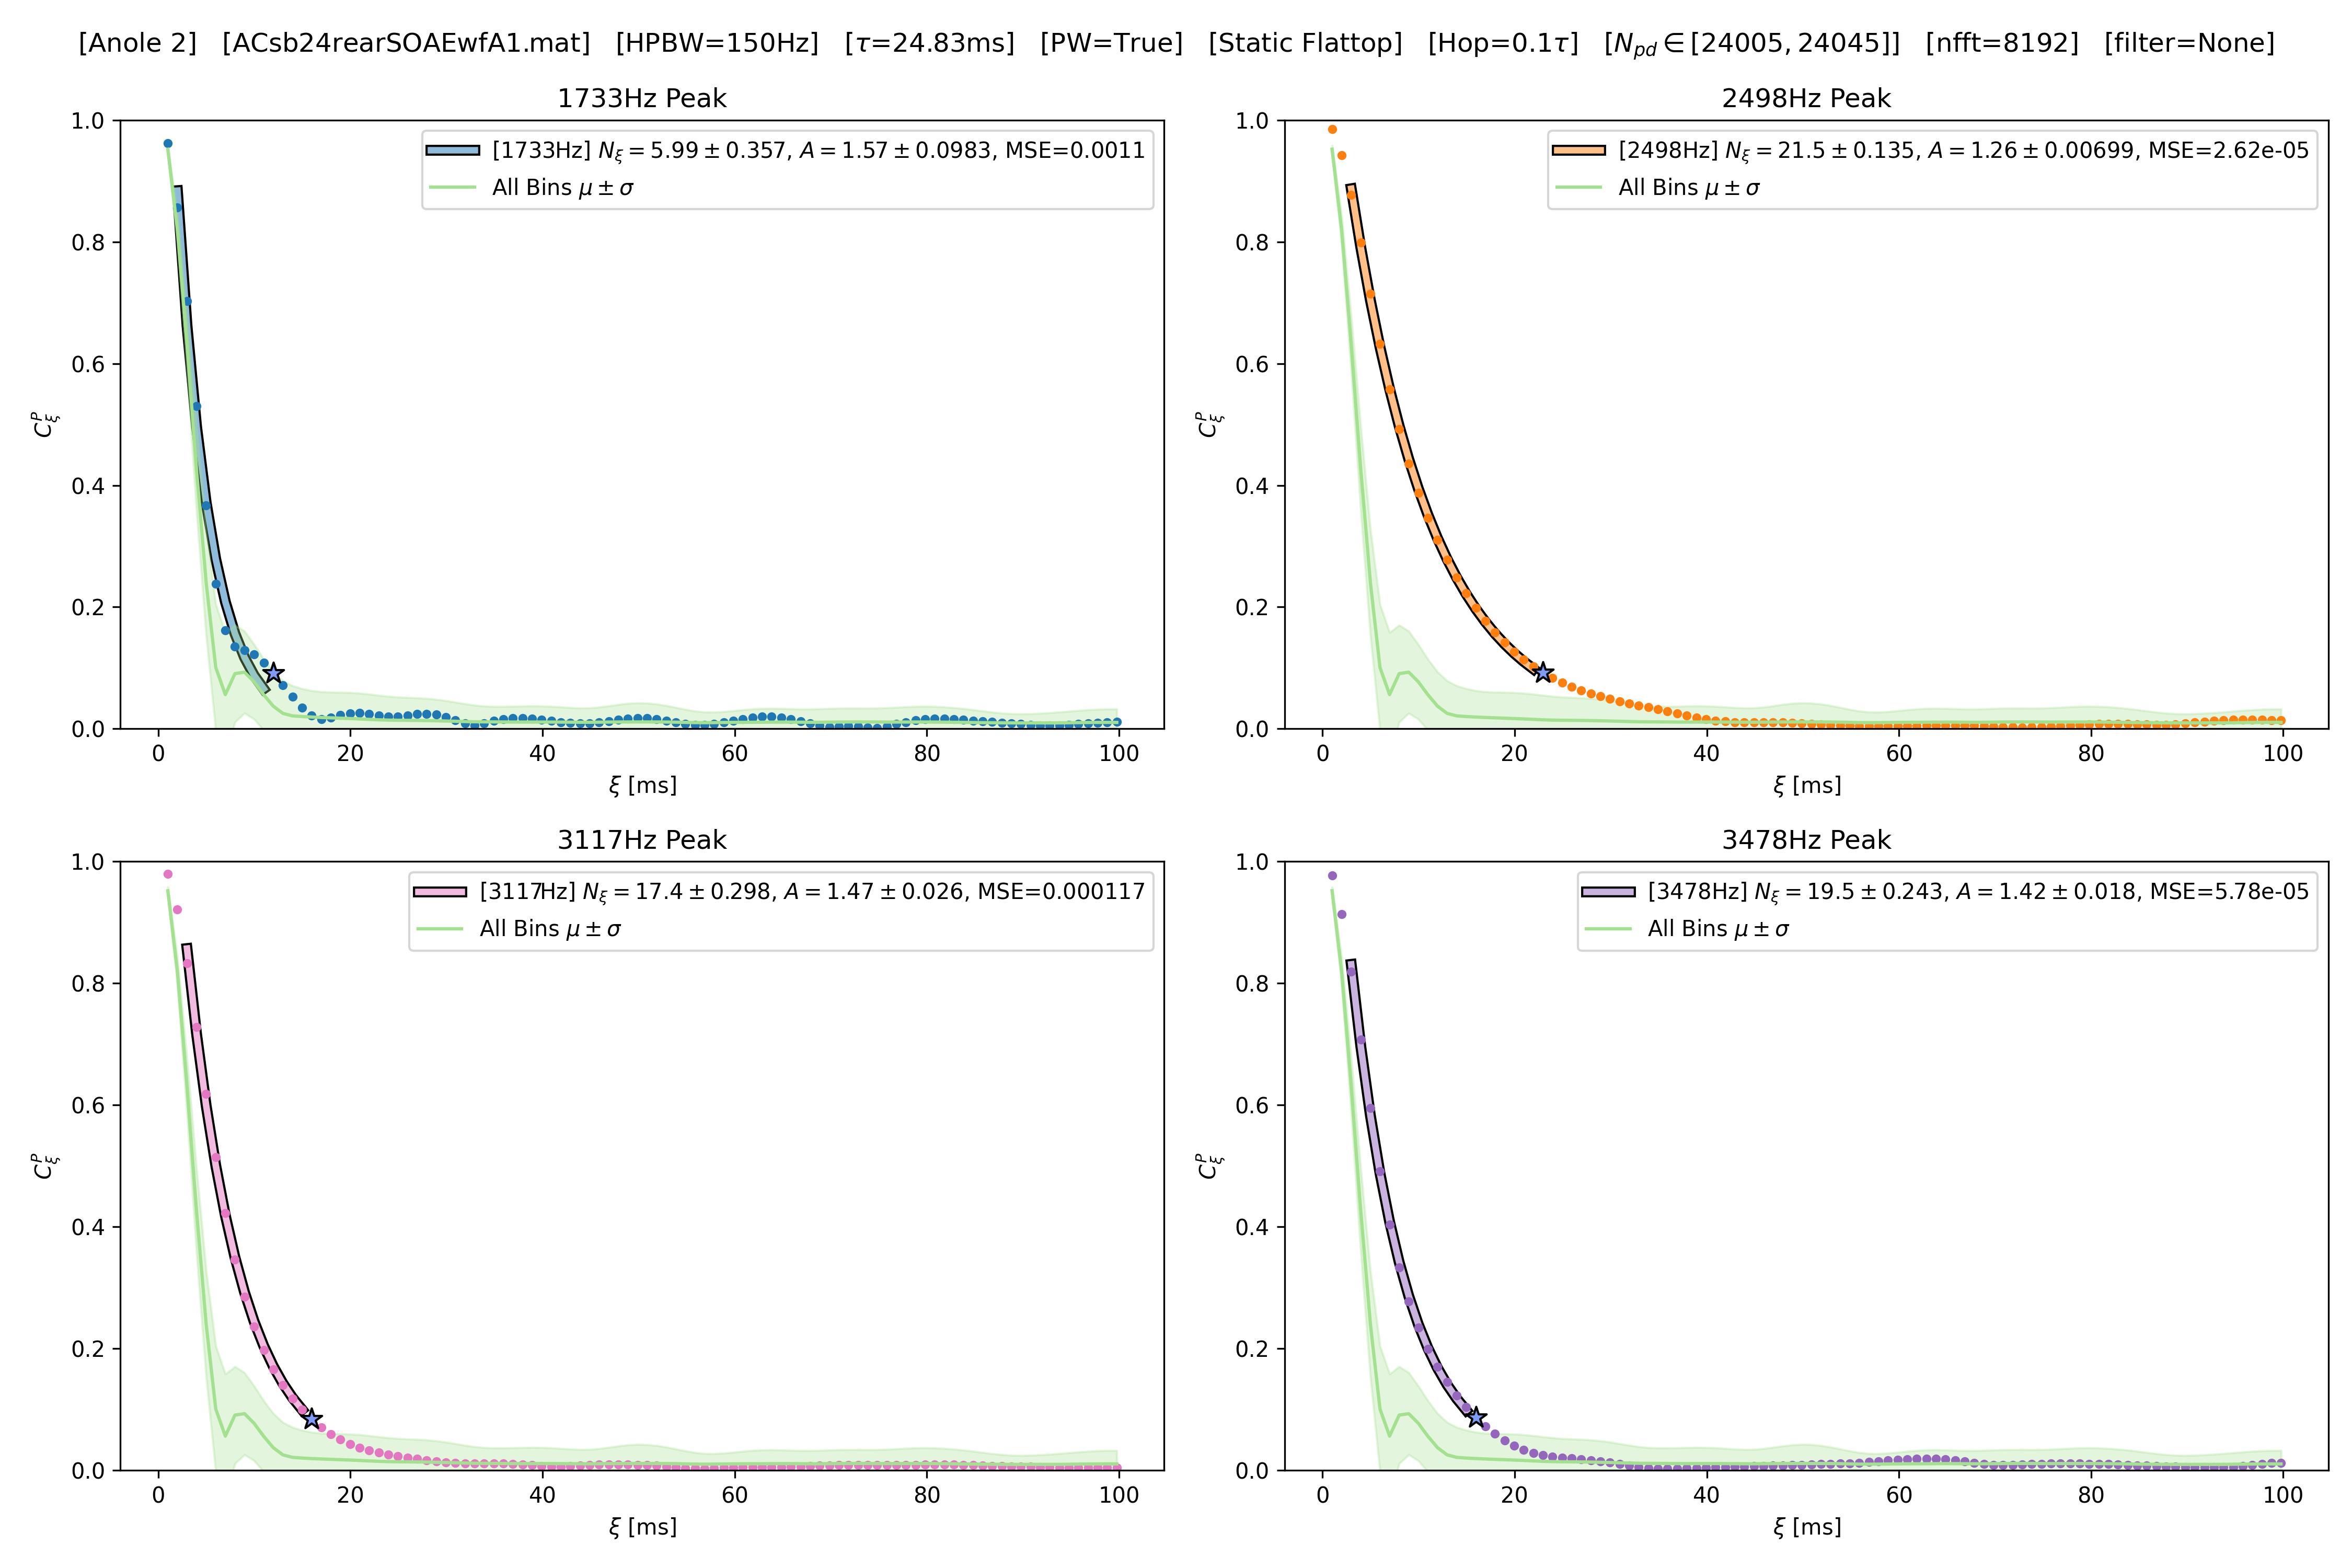 [Anole 2] [ACsb24rearSOAEwfA1.mat] [HPBW=150Hz] [τ=24.83ms] [PW=True] [Static Flattop] [Hop=0.1τ] [N_pd ∈ [24005, 24045]] [nfft=8192] [filter=None]
1733Hz Peak
[1733Hz] N_ξ = 5.99 ± 0.357, A = 1.57 ± 0.0983, MSE=0.0011
All Bins μ ± σ
1.0
0.8
0.6
0.4
0.2
0.0
C_ξ^P
0 20 40 60 80 100
ξ [ms]
2498Hz Peak
[2498Hz] N_ξ = 21.5 ± 0.135, A = 1.26 ± 0.00699, MSE=2.62e-05
All Bins μ ± σ
1.0
0.8
0.6
0.4
0.2
0.0
C_ξ^P
0 20 40 60 80 100
ξ [ms]
3117Hz Peak
[3117Hz] N_ξ = 17.4 ± 0.298, A = 1.47 ± 0.026, MSE=0.000117
All Bins μ ± σ
1.0
0.8
0.6
0.4
0.2
0.0
C_ξ^P
0 20 40 60 80 100
ξ [ms]
3478Hz Peak
[3478Hz] N_ξ = 19.5 ± 0.243, A = 1.42 ± 0.018, MSE=5.78e-05
All Bins μ ± σ
1.0
0.8
0.6
0.4
0.2
0.0
C_ξ^P
0 20 40 60 80 100
ξ [ms]